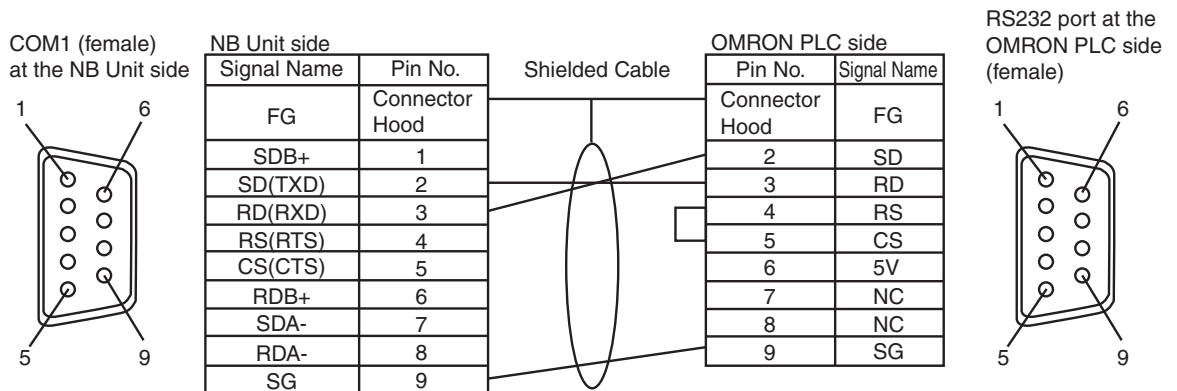 COM1 (female)
at the NB Unit side
1 6
5 9
NB Unit side
Signal Name Pin No.
FG Connector Hood
SDB+ 1
SD(TXD) 2
RD(RXD) 3
RS(RTS) 4
CS(CTS) 5
RDB+ 6
SDA- 7
RDA- 8
SG 9
Shielded Cable
OMRON PLC side
Pin No. Signal Name
Connector Hood FG
2 SD
3 RD
4 RS
5 CS
6 5V
7 NC
8 NC
9 SG
RS232 port at the
OMRON PLC side
(female)
1 6
5 9